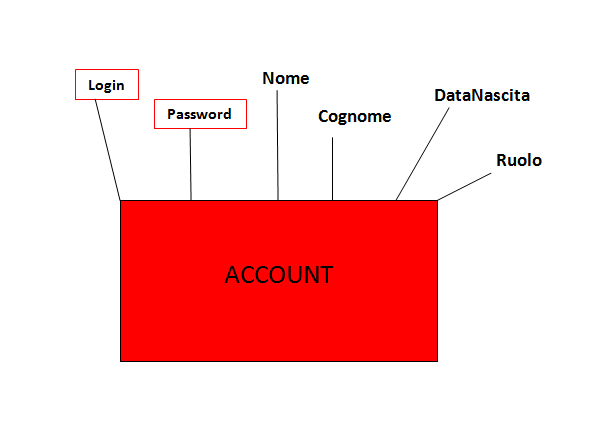 Login
Password
Nome
Cognome
DataNascita
Ruolo
ACCOUNT